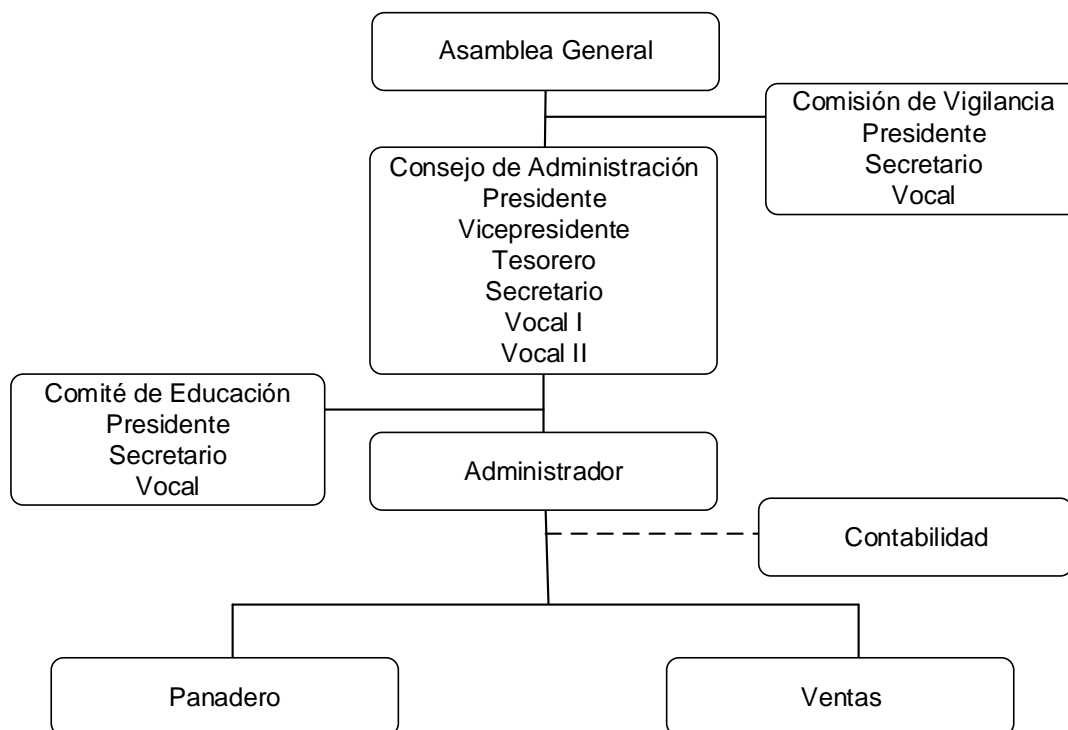 Asamblea General
Comisión de Vigilancia
Presidente
Secretario
Vocal
Consejo de Administración
Presidente
Vicepresidente
Tesorero
Secretario
Vocal I
Vocal II
Comité de Educación
Presidente
Secretario
Vocal
Administrador
Contabilidad
Panadero
Ventas